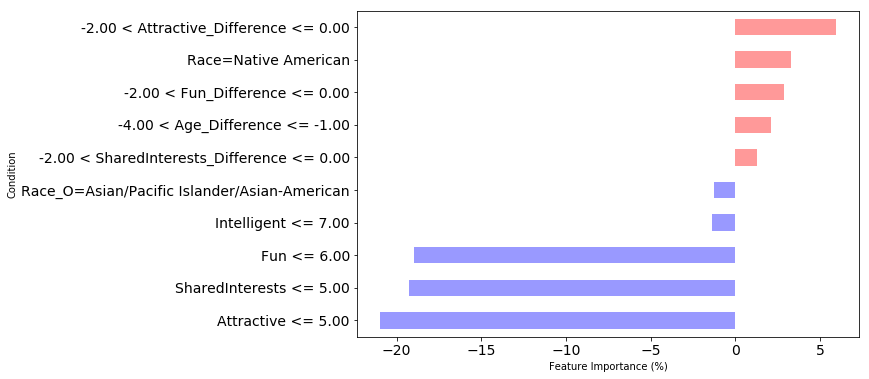 -2.00 < Attractive_Difference <= 0.00
Race=Native American
-2.00 < Fun_Difference <= 0.00
-4.00 < Age_Difference <= -1.00
-2.00 < SharedInterests_Difference <= 0.00
Race_O=Asian/Pacific Islander/Asian-American
Intelligent <= 7.00
Fun <= 6.00
SharedInterests <= 5.00
Attractive <= 5.00
Condition
−20 −15 −10 −5 0 5
Feature Importance (%)